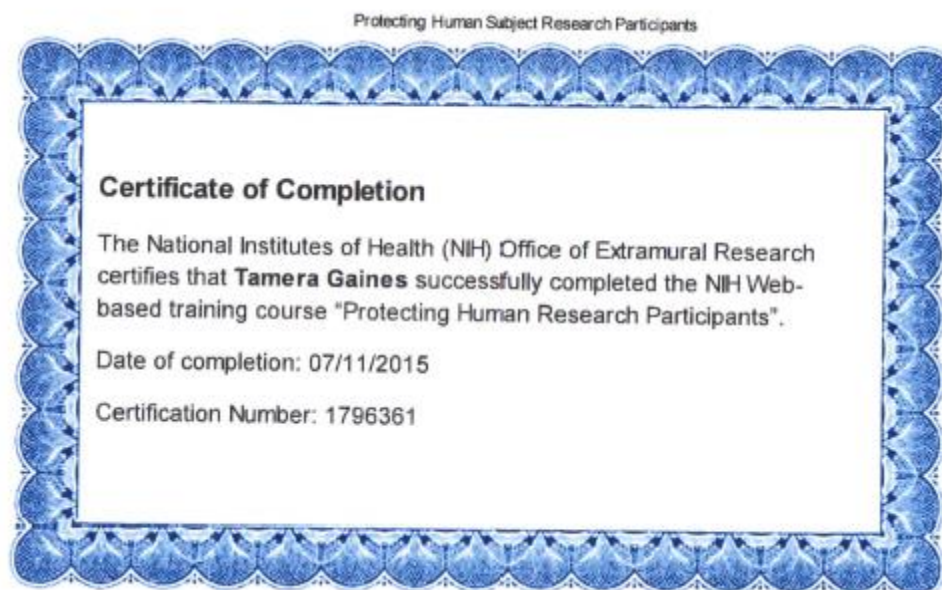 Protecting Human Subject Research Participants
Certificate of Completion
The National Institutes of Health (NIH) Office of Extramural Research
certifies that Tamera Gaines successfully completed the NIH Web-
based training course "Protecting Human Research Participants".
Date of completion: 07/11/2015
Certification Number: 1796361